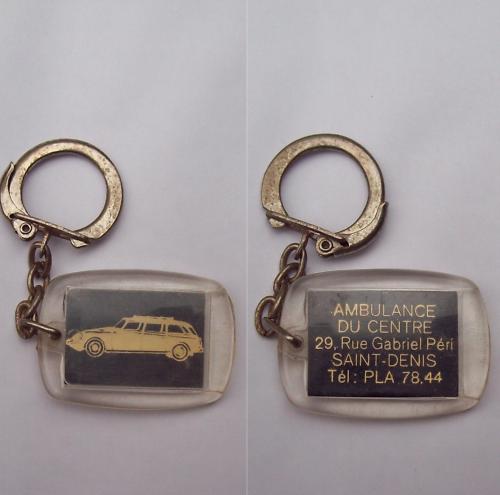 AMBULANCE
DU CENTRE
29, Rue Gabriel Péri
SAINT-DENIS
Tél: PLA 78.44